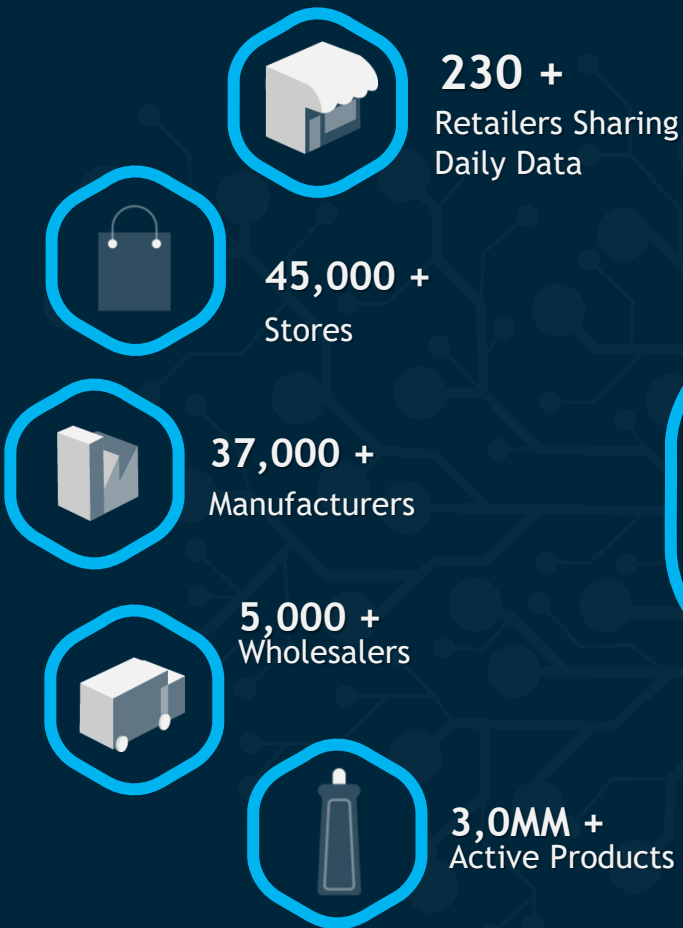 230 +
Retailers Sharing
Daily Data
45,000 +
Stores
37,000 +
Manufacturers
5,000 +
Wholesalers
3,0MM +
Active Products